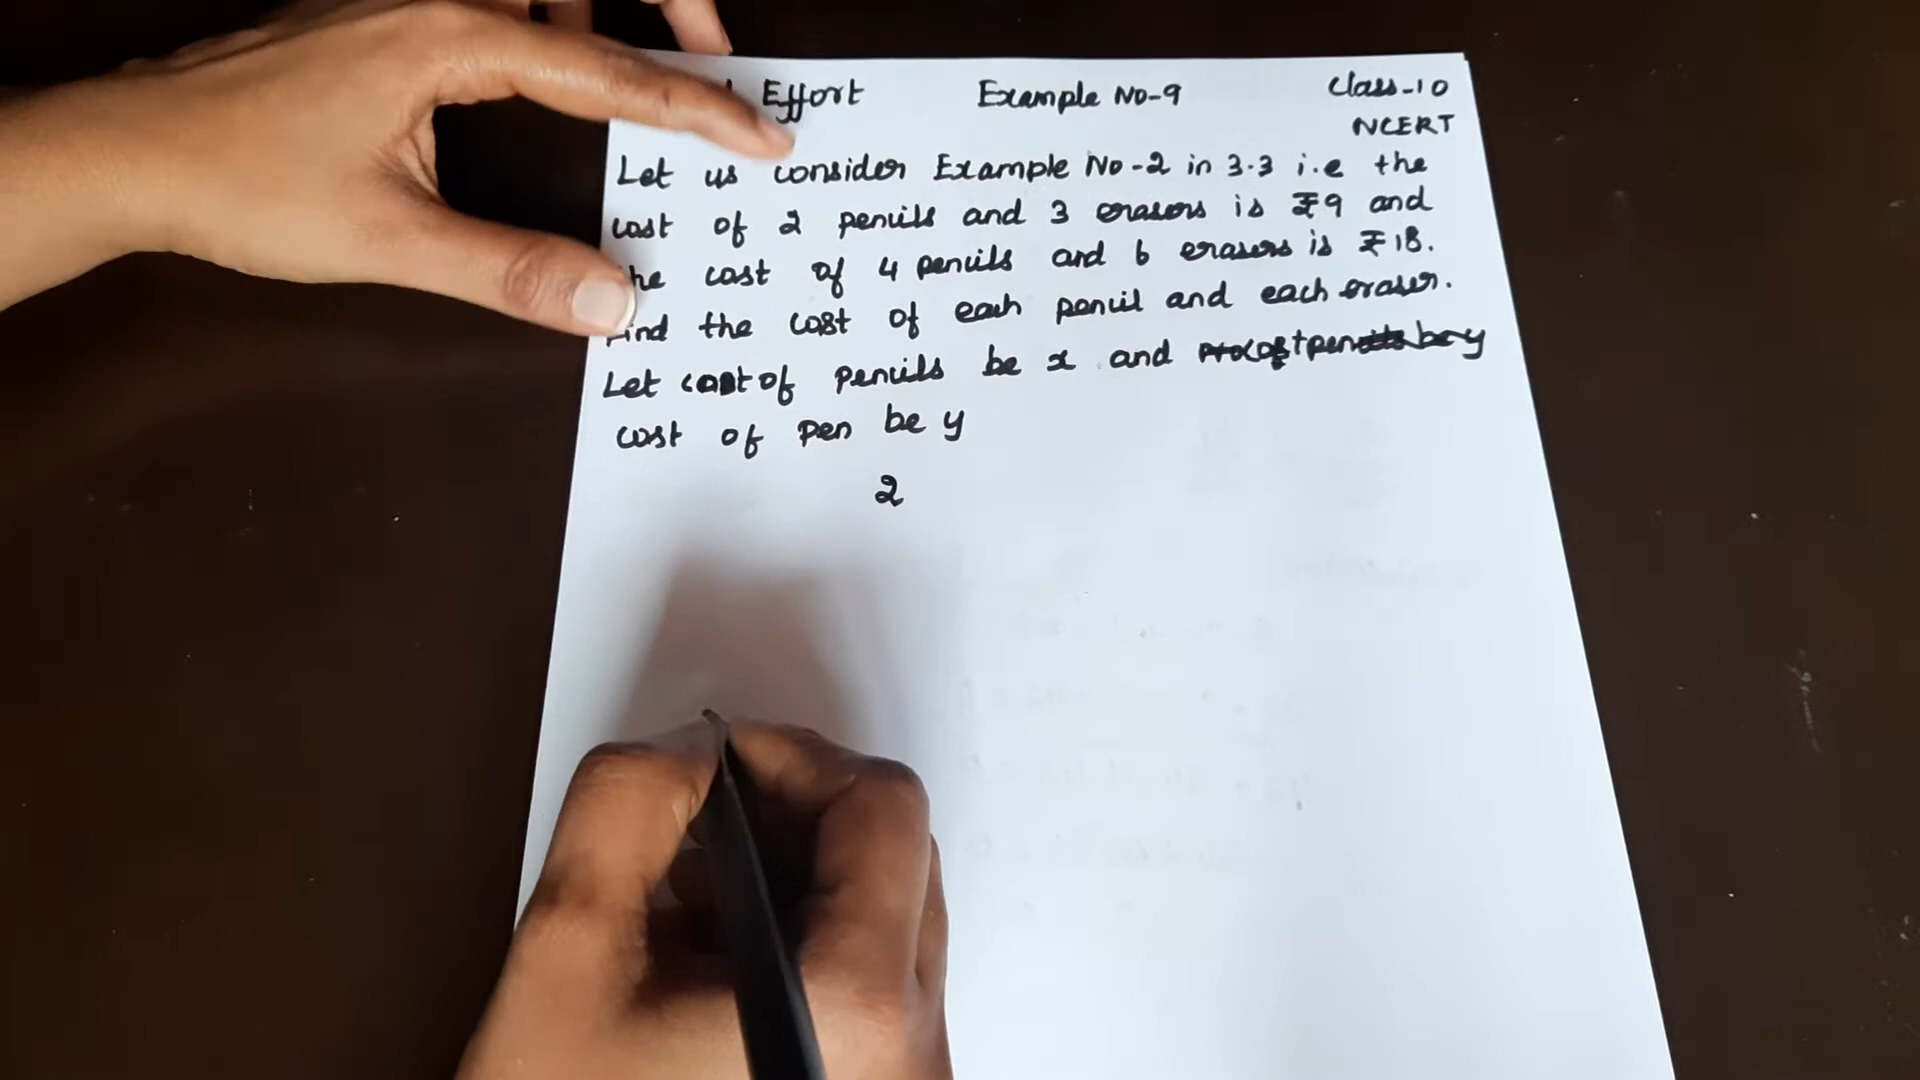 Effort Example No-9 Class-10
NCERT
Let us consider Example No-2 in 3.3 i.e the
cost of 2 pencils and 3 erasers is ₹9 and
he cost of 4 pencils and 6 erasers is ₹18.
ind the cost of each pencil and each eraser.
Let cost of pencils be x and
cost of pen be y
2